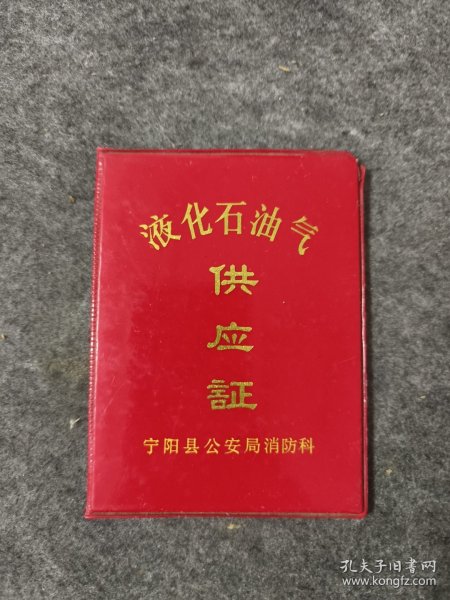 液化石油气
供
应
証
宁阳县公安局消防科
孔夫子旧书网
www.kongfz.com